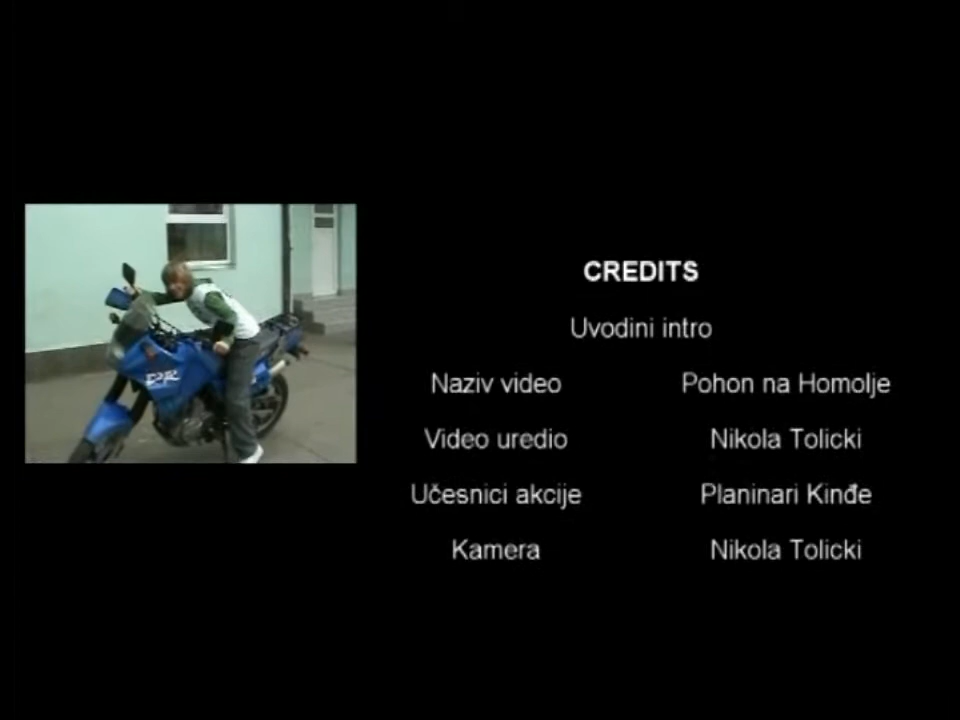 CREDITS
Uvodini intro
Naziv video Pohon na Homolje
Video uredio Nikola Tolicki
Učesnici akcije Planinari Kinđe
Kamera Nikola Tolicki
DR